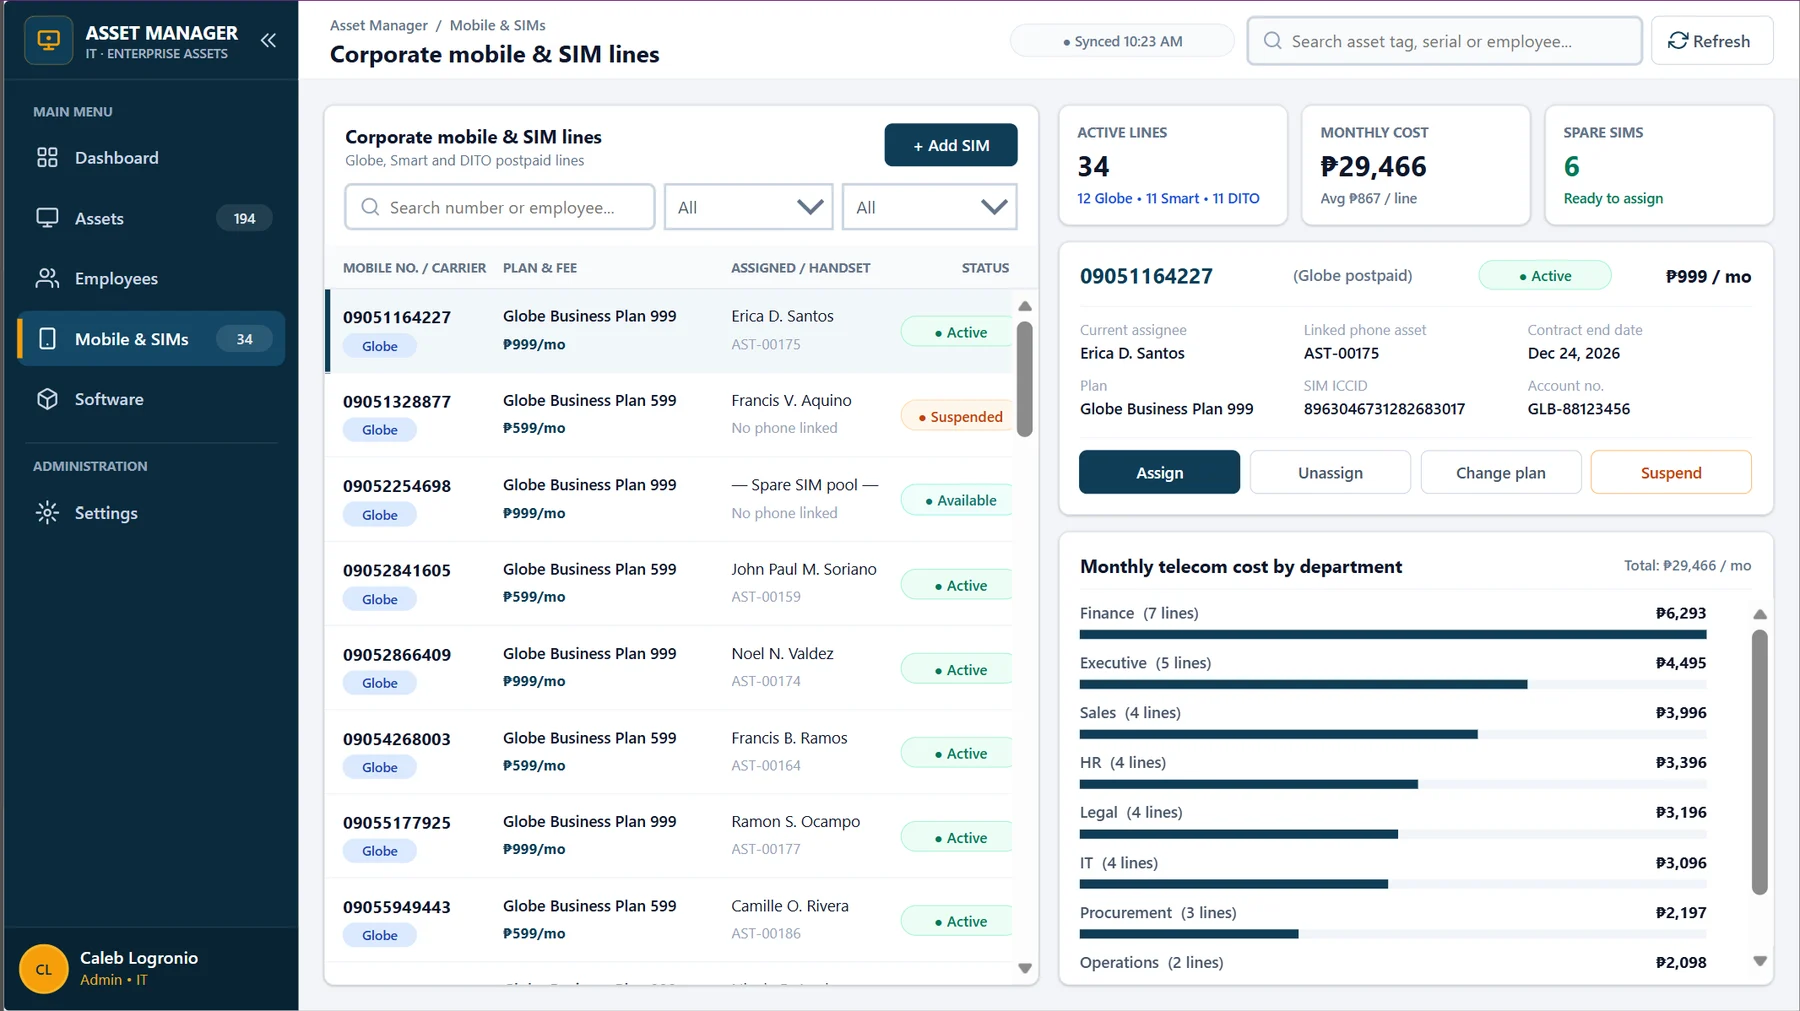 ASSET MANAGER
IT · ENTERPRISE ASSETS
MAIN MENU
Dashboard
Assets 194
Employees
Mobile & SIMs 34
Software
ADMINISTRATION
Settings
CL
Caleb Logronio
Admin • IT
Asset Manager / Mobile & SIMs
Corporate mobile & SIM lines
● Synced 10:23 AM
Search asset tag, serial or employee...
Refresh
Corporate mobile & SIM lines
Globe, Smart and DITO postpaid lines
+ Add SIM
Search number or employee...
All
All
MOBILE NO. / CARRIER PLAN & FEE ASSIGNED / HANDSET STATUS
09051164227 Globe Business Plan 999 Erica D. Santos ● Active
Globe ₱999/mo AST-00175
09051328877 Globe Business Plan 599 Francis V. Aquino ● Suspended
Globe ₱599/mo No phone linked
09052254698 Globe Business Plan 999 — Spare SIM pool — ● Available
Globe ₱999/mo No phone linked
09052841605 Globe Business Plan 599 John Paul M. Soriano ● Active
Globe ₱599/mo AST-00159
09052866409 Globe Business Plan 999 Noel N. Valdez ● Active
Globe ₱999/mo AST-00174
09054268003 Globe Business Plan 599 Francis B. Ramos ● Active
Globe ₱599/mo AST-00164
09055177925 Globe Business Plan 999 Ramon S. Ocampo ● Active
Globe ₱999/mo AST-00177
09055949443 Globe Business Plan 599 Camille O. Rivera ● Active
Globe ₱599/mo AST-00186
ACTIVE LINES
34
12 Globe • 11 Smart • 11 DITO
MONTHLY COST
₱29,466
Avg ₱867 / line
SPARE SIMS
6
Ready to assign
09051164227 (Globe postpaid) ● Active ₱999 / mo
Current assignee Linked phone asset Contract end date
Erica D. Santos AST-00175 Dec 24, 2026
Plan SIM ICCID Account no.
Globe Business Plan 999 8963046731282683017 GLB-88123456
Assign Unassign Change plan Suspend
Monthly telecom cost by department Total: ₱29,466 / mo
Finance (7 lines) ₱6,293
Executive (5 lines) ₱4,495
Sales (4 lines) ₱3,996
HR (4 lines) ₱3,396
Legal (4 lines) ₱3,196
IT (4 lines) ₱3,096
Procurement (3 lines) ₱2,197
Operations (2 lines) ₱2,098